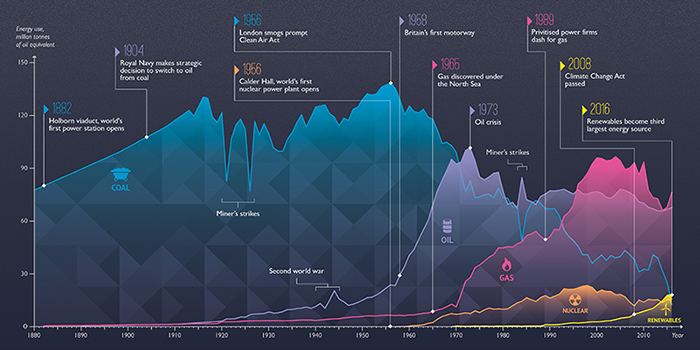 Energy use,
million tonnes
of oil equivalent
150
120
90
60
30
0
1882
Holborn viaduct, world's
first power station opens
1904
Royal Navy makes strategic
decision to switch to oil
from coal
1956
London smogs prompt
Clean Air Act
1956
Calder Hall, world's first
nuclear power plant opens
1968
Britain's first motorway
1965
Gas discovered under
the North Sea
1973
Oil crisis
1989
Privitised power firms
dash for gas
2008
Climate Change Act
passed
2016
Renewables become third
largest energy source
COAL
Miner's strikes
Second world war
OIL
Miner's strikes
GAS
NUCLEAR
RENEWABLES
1880
1890
1900
1910
1920
1930
1940
1950
1960
1970
1980
1990
2000
2010
Year